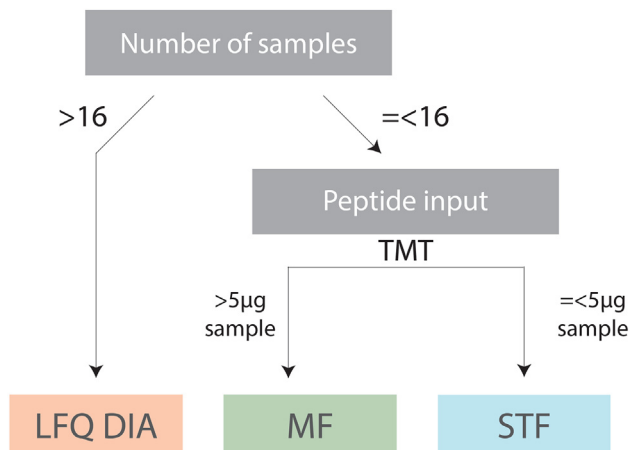 Number of samples
>16
=<16
Peptide input
TMT
>5µg
sample
=<5µg
sample
LFQ DIA
MF
STF